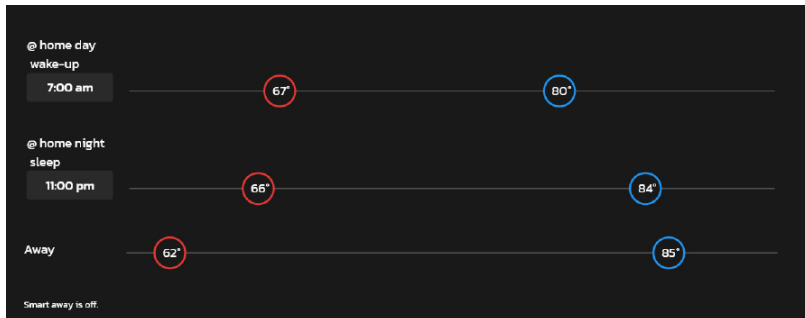 @ home day
wake-up
7:00 am
67° 80°
@ home night
sleep
11:00 pm
66° 84°
Away
62° 85°
Smart away is off.